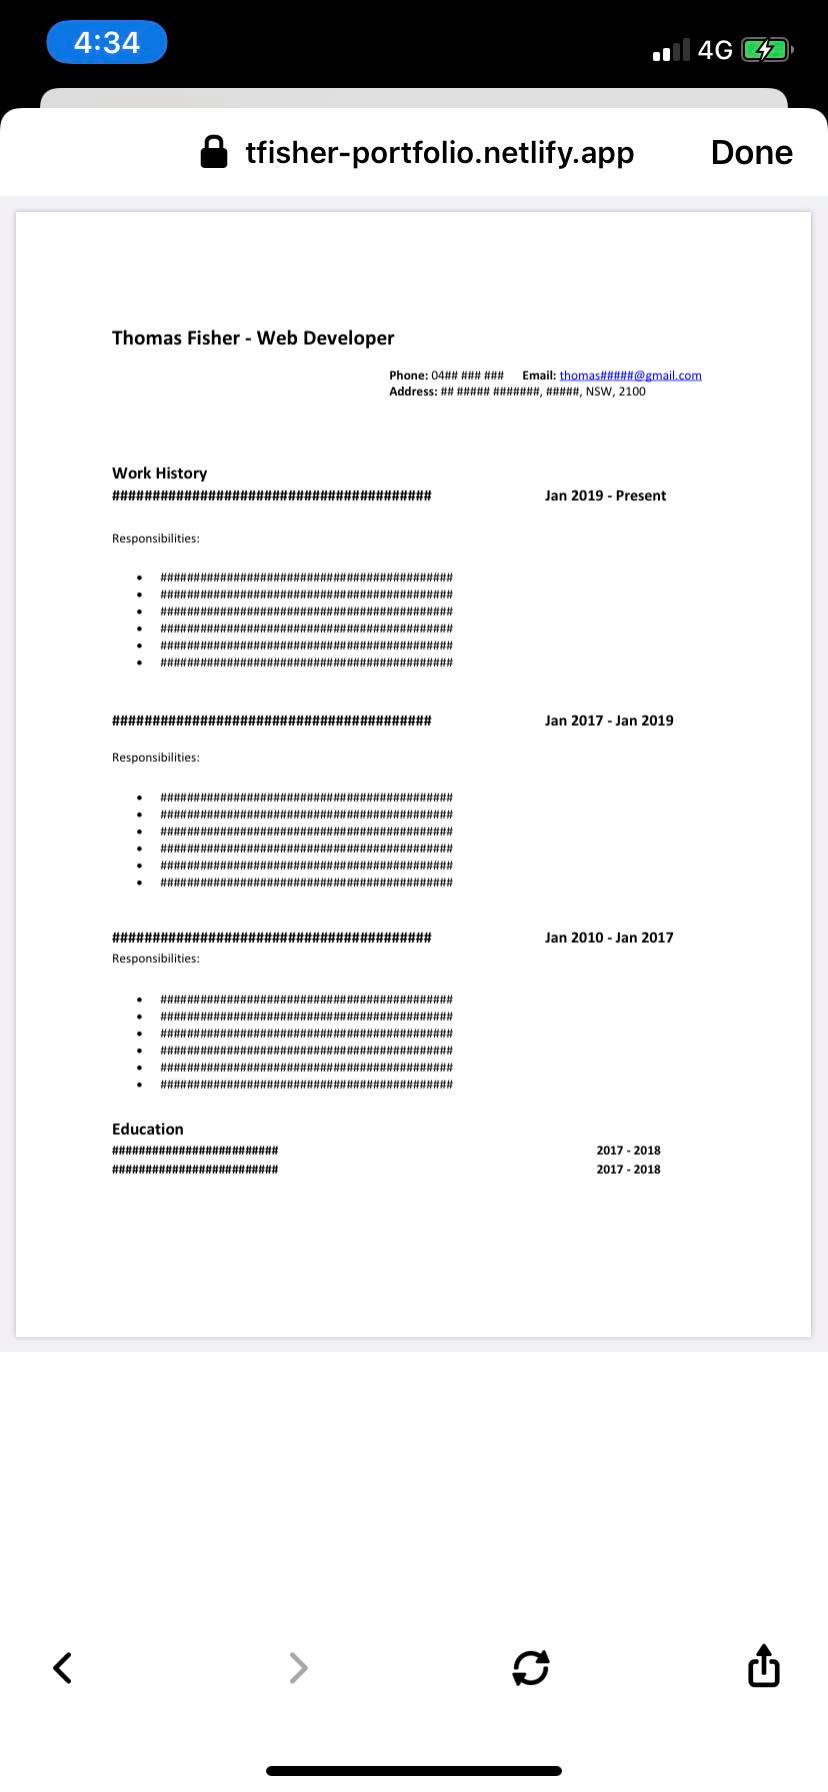 4:34
4G
tfisher-portfolio.netlify.app Done
Thomas Fisher - Web Developer
Phone: 04## ### ### Email: thomas#####@gmail.com
Address: ## ##### #######, #####, NSW, 2100
Work History
######################################## Jan 2019 - Present
Responsibilities:
• ############################################
• ############################################
• ############################################
• ############################################
• ############################################
• ############################################
######################################## Jan 2017 - Jan 2019
Responsibilities:
• ############################################
• ############################################
• ############################################
• ############################################
• ############################################
• ############################################
######################################## Jan 2010 - Jan 2017
Responsibilities:
• ############################################
• ############################################
• ############################################
• ############################################
• ############################################
• ############################################
Education
########################## 2017 - 2018
########################## 2017 - 2018